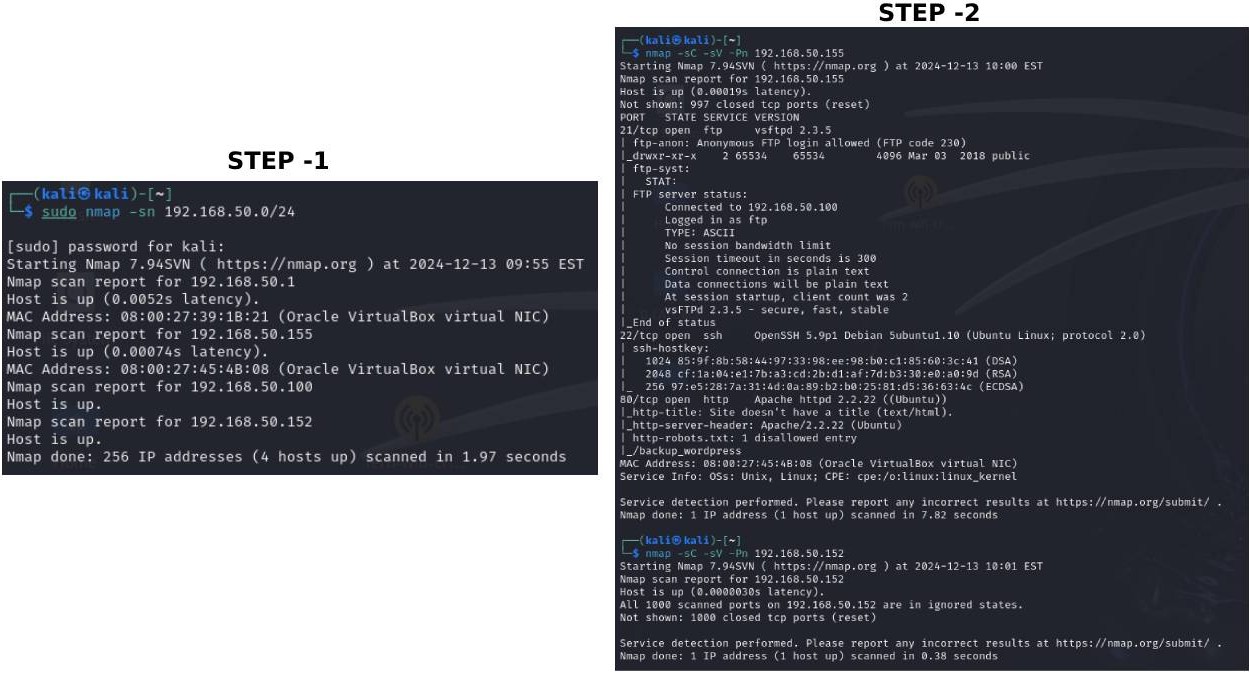 STEP -1
┌──(kali㉿kali)-[~]
└─$ sudo nmap -sn 192.168.50.0/24
[sudo] password for kali:
Starting Nmap 7.94SVN ( https://nmap.org ) at 2024-12-13 09:55 EST
Nmap scan report for 192.168.50.1
Host is up (0.0052s latency).
MAC Address: 08:00:27:39:1B:21 (Oracle VirtualBox virtual NIC)
Nmap scan report for 192.168.50.155
Host is up (0.00074s latency).
MAC Address: 08:00:27:45:4B:08 (Oracle VirtualBox virtual NIC)
Nmap scan report for 192.168.50.100
Host is up.
Nmap scan report for 192.168.50.152
Host is up.
Nmap done: 256 IP addresses (4 hosts up) scanned in 1.97 seconds
STEP -2
┌──(kali㉿kali)-[~]
└─$ nmap -sC -sV -Pn 192.168.50.155
Starting Nmap 7.94SVN ( https://nmap.org ) at 2024-12-13 10:00 EST
Nmap scan report for 192.168.50.155
Host is up (0.00019s latency).
Not shown: 997 closed tcp ports (reset)
PORT   STATE SERVICE VERSION
21/tcp open  ftp     vsftpd 2.3.5
| ftp-anon: Anonymous FTP login allowed (FTP code 230)
|_drwxr-xr-x    2 65534    65534        4096 Mar 03  2018 public
| ftp-syst:
|   STAT:
| FTP server status:
|      Connected to 192.168.50.100
|      Logged in as ftp
|      TYPE: ASCII
|      No session bandwidth limit
|      Session timeout in seconds is 300
|      Control connection is plain text
|      Data connections will be plain text
|      At session startup, client count was 2
|      vsFTPd 2.3.5 - secure, fast, stable
|_End of status
22/tcp open  ssh     OpenSSH 5.9p1 Debian 5ubuntu1.10 (Ubuntu Linux; protocol 2.0)
| ssh-hostkey:
|   1024 85:9f:8b:58:44:97:33:98:ee:98:b0:c1:85:60:3c:41 (DSA)
|   2048 cf:1a:04:e1:7b:a3:cd:2b:d1:af:7d:b3:30:e0:a0:9d (RSA)
|_  256 97:e5:28:7a:31:4d:0a:89:b2:b0:25:81:d5:36:63:4c (ECDSA)
80/tcp open  http    Apache httpd 2.2.22 ((Ubuntu))
|_http-title: Site doesn't have a title (text/html).
|_http-server-header: Apache/2.2.22 (Ubuntu)
| http-robots.txt: 1 disallowed entry
|_/backup_wordpress
MAC Address: 08:00:27:45:4B:08 (Oracle VirtualBox virtual NIC)
Service Info: OSs: Unix, Linux; CPE: cpe:/o:linux:linux_kernel
Service detection performed. Please report any incorrect results at https://nmap.org/submit/ .
Nmap done: 1 IP address (1 host up) scanned in 7.82 seconds
┌──(kali㉿kali)-[~]
└─$ nmap -sC -sV -Pn 192.168.50.152
Starting Nmap 7.94SVN ( https://nmap.org ) at 2024-12-13 10:01 EST
Nmap scan report for 192.168.50.152
Host is up (0.0000030s latency).
All 1000 scanned ports on 192.168.50.152 are in ignored states.
Not shown: 1000 closed tcp ports (reset)
Service detection performed. Please report any incorrect results at https://nmap.org/submit/ .
Nmap done: 1 IP address (1 host up) scanned in 0.38 seconds